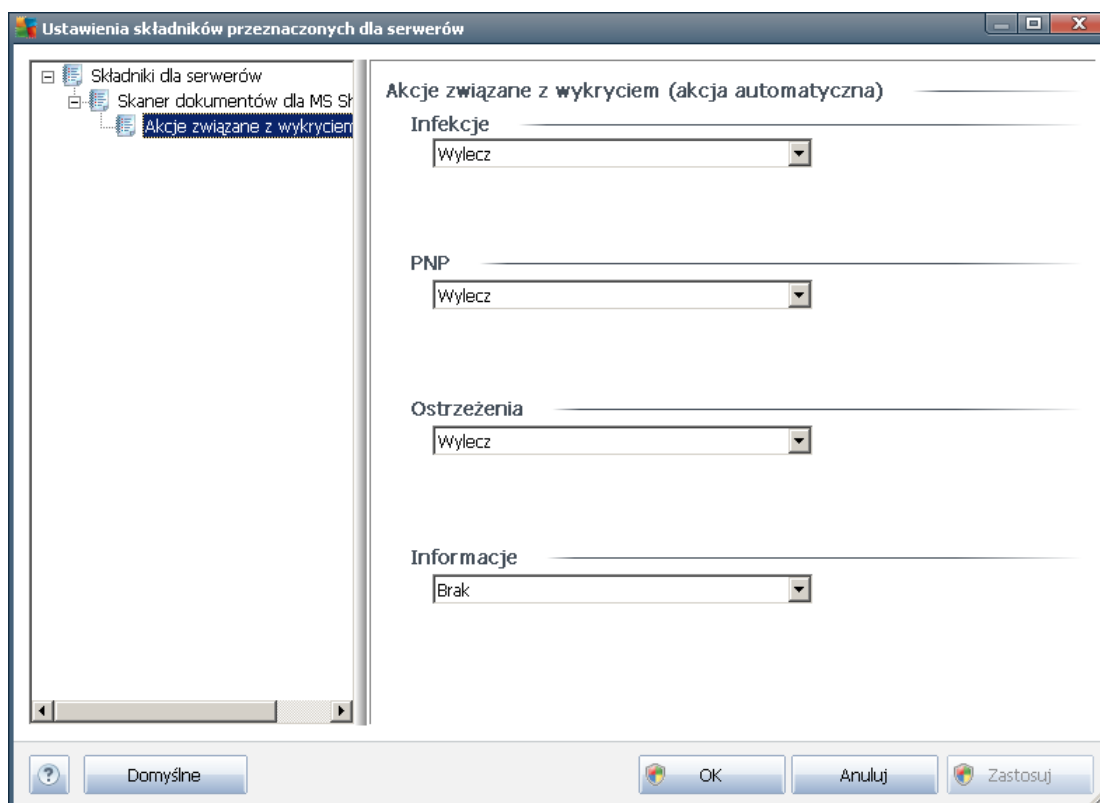 Ustawienia składników przeznaczonych dla serwerów
Składniki dla serwerów
Skaner dokumentów dla MS Sh
Akcje związane z wykryciem
Akcje związane z wykryciem (akcja automatyczna)
Infekcje
Wylecz
PNP
Wylecz
Ostrzeżenia
Wylecz
Informacje
Brak
?
Domyślne
OK
Anuluj
Zastosuj